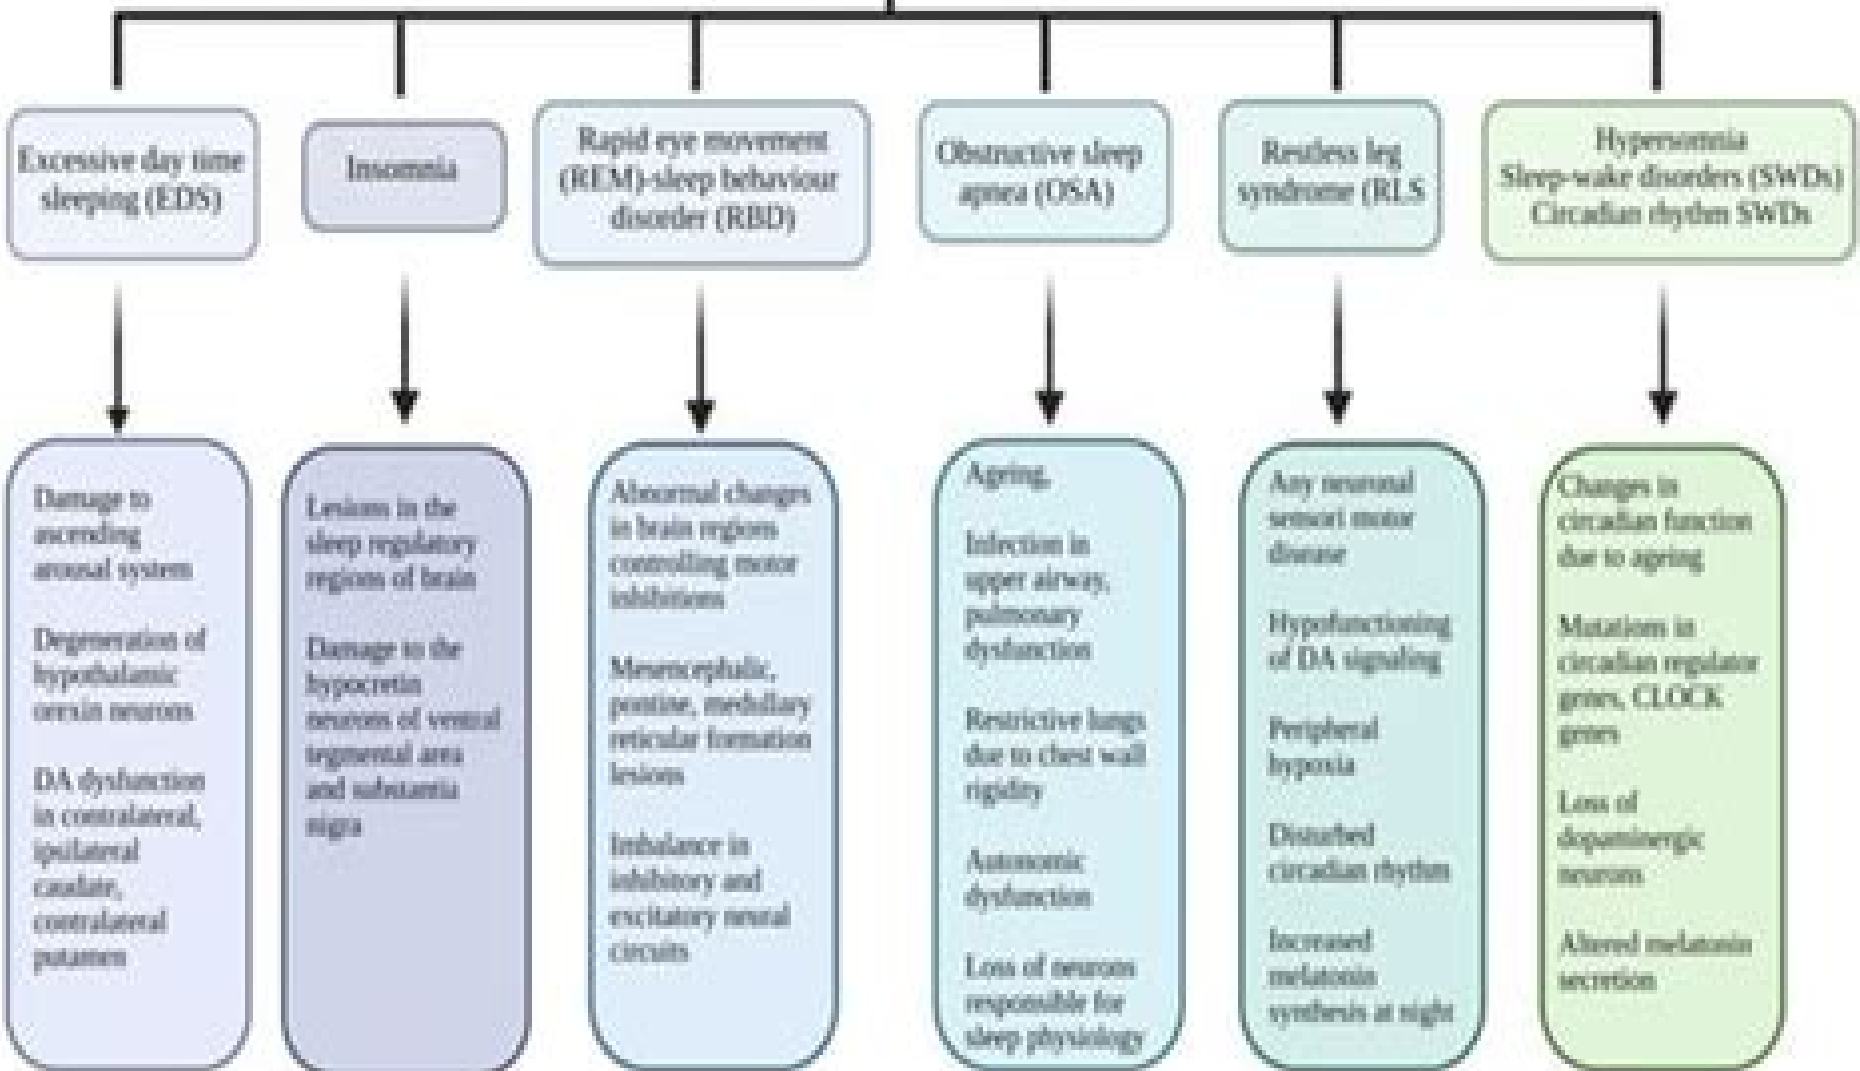 Excessive day time
sleeping (EDS)
Insomnia
Rapid eye movement
(REM)-sleep behaviour
disorder (RBD)
Obstructive sleep
apnea (OSA)
Restless leg
syndrome (RLS
Hypersomnia
Sleep-wake disorders (SWDs)
Circadian rhythm SWDs
Damage to
ascending
arousal system
Degeneration of
hypothalamic
orexin neurons
DA dysfunction
in contralateral,
ipsilateral
caudate,
contralateral
putamen
Lesions in the
sleep regulatory
regions of brain
Damage to the
hypocretin
neurons of ventral
tegmental area
and substantia
nigra
Abnormal changes
in brain regions
controlling motor
inhibitions
Mesencephalic,
pontine, medullary
reticular formation
lesions
Imbalance in
inhibitory and
excitatory neural
circuits
Ageing,
Infection in
upper airway,
pulmonary
dysfunction
Restrictive lungs
due to chest wall
rigidity
Autonomic
dysfunction
Loss of neurons
responsible for
sleep physiology
Any neuronal
sensori motor
disease
Hypofunctioning
of DA signaling
Peripheral
hypoxia
Disturbed
circadian rhythm
Increased
melatonin
synthesis at night
Changes in
circadian function
due to ageing
Mutations in
circadian regulator
genes, CLOCK
genes
Loss of
dopaminergic
neurons
Altered melatonin
secretion